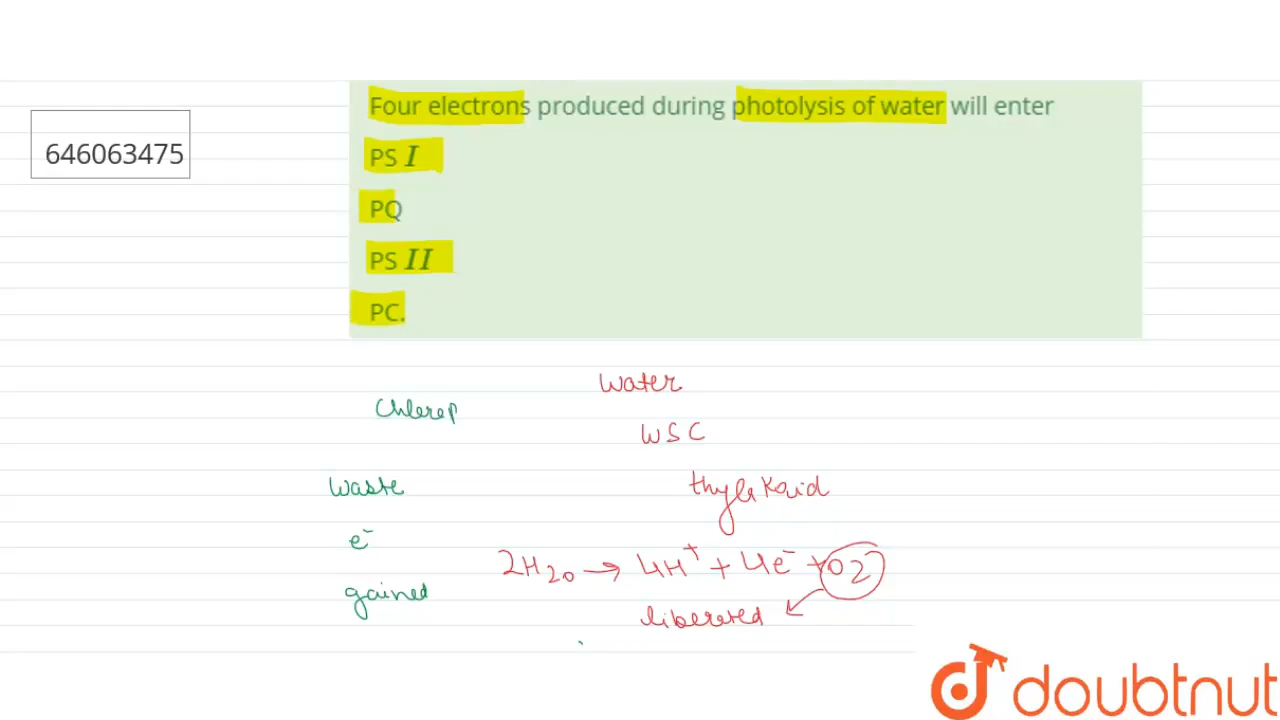 646063475
Four electrons produced during photolysis of water will enter
PS I
PQ
PS II
PC.
Water
Chlorep
WSC
Waste
thylakoid
e⁻
2H₂O → 4H⁺ + 4e⁻ + O₂
gained
liberated
doubtnut